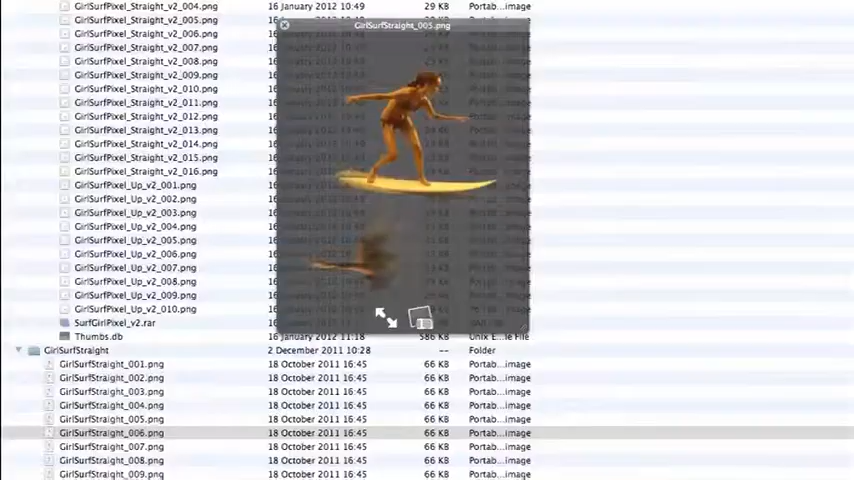 GirlSurfPixel_Straight_v2_004.png 16 January 2012 10:49 29 KB Portab...image
GirlSurfPixel_Straight_v2_005.png
GirlSurfStraight_005.png
GirlSurfPixel_Straight_v2_006.png
GirlSurfPixel_Straight_v2_007.png
GirlSurfPixel_Straight_v2_008.png
GirlSurfPixel_Straight_v2_009.png
GirlSurfPixel_Straight_v2_010.png
GirlSurfPixel_Straight_v2_011.png
GirlSurfPixel_Straight_v2_012.png
GirlSurfPixel_Straight_v2_013.png
GirlSurfPixel_Straight_v2_014.png
GirlSurfPixel_Straight_v2_015.png
GirlSurfPixel_Straight_v2_016.png
GirlSurfPixel_Up_v2_001.png
GirlSurfPixel_Up_v2_002.png
GirlSurfPixel_Up_v2_003.png
GirlSurfPixel_Up_v2_004.png
GirlSurfPixel_Up_v2_005.png
GirlSurfPixel_Up_v2_006.png
GirlSurfPixel_Up_v2_007.png
GirlSurfPixel_Up_v2_008.png
GirlSurfPixel_Up_v2_009.png
GirlSurfPixel_Up_v2_010.png
SurfGirlPixel_v2.rar
Thumbs.db 16 January 2012 11:18 586 KB Unix E...le File
GirlSurfStraight 2 December 2011 10:28 -- Folder
GirlSurfStraight_001.png 18 October 2011 16:45 66 KB Portab...image
GirlSurfStraight_002.png 18 October 2011 16:45 66 KB Portab...image
GirlSurfStraight_003.png 18 October 2011 16:45 66 KB Portab...image
GirlSurfStraight_004.png 18 October 2011 16:45 66 KB Portab...image
GirlSurfStraight_005.png 18 October 2011 16:45 66 KB Portab...image
GirlSurfStraight_006.png 18 October 2011 16:45 66 KB Portab...image
GirlSurfStraight_007.png 18 October 2011 16:45 66 KB Portab...image
GirlSurfStraight_008.png 18 October 2011 16:45 66 KB Portab...image
GirlSurfStraight_009.png 18 October 2011 16:45 66 KB Portab...image